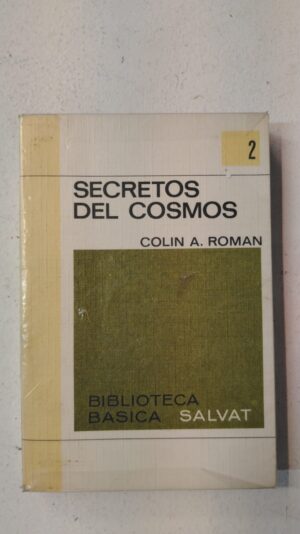 2
SECRETOS
DEL COSMOS
COLIN A. ROMAN
BIBLIOTECA
BASICA SALVAT